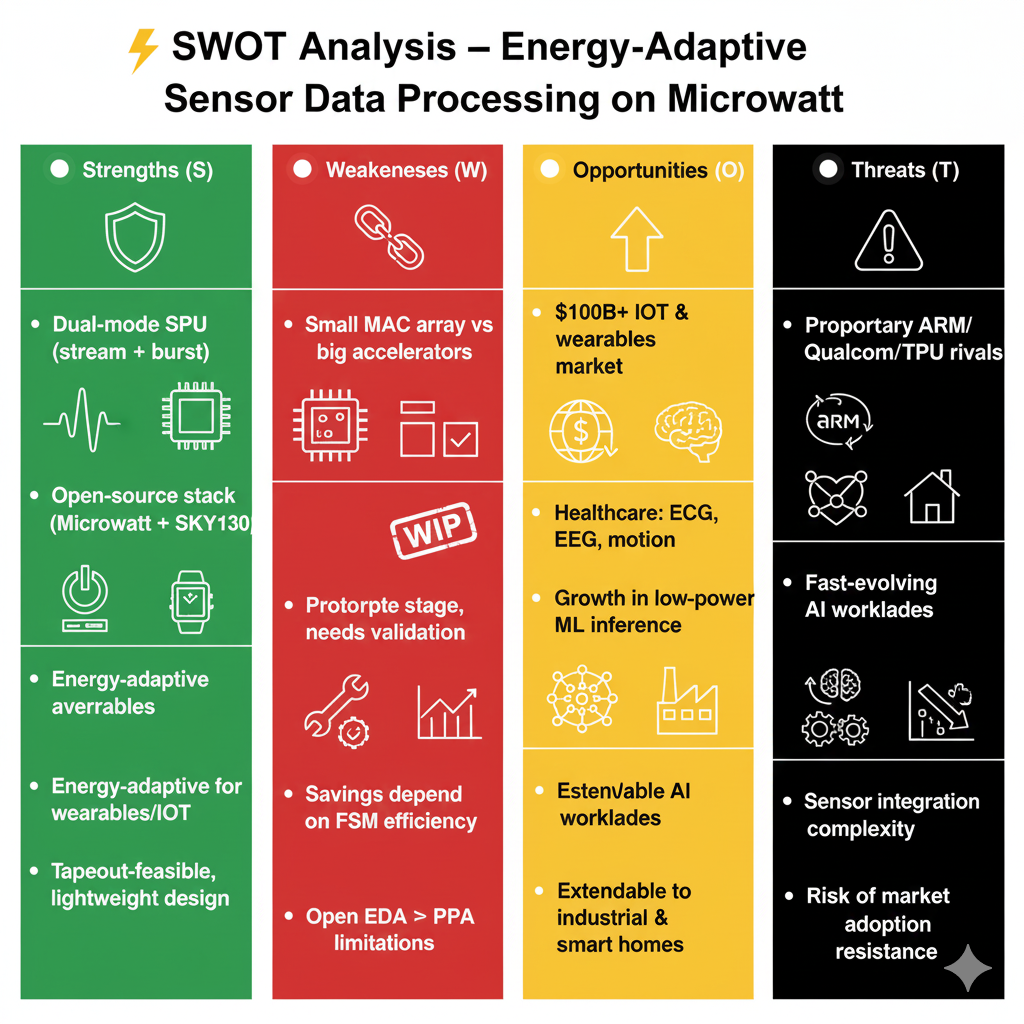 SWOT Analysis – Energy-Adaptive
Sensor Data Processing on Microwatt
Strengths (S)
• Dual-mode SPU
(stream + burst)
• Open-source stack
(Microwatt + SKY130
• Energy-adaptive
averrables
• Energy-adaptive for
wearables/IOT
• Tapeout-feasible,
lightweight design
Weakeneses (W)
• Small MAC array vs
big accelerators
WIP
• Protorpte stage,
needs validation
• Savings depend
on FSM efficiency
• Open EDA > PPA
limitations
Opportunities (O)
• $100B+ IOT &
wearables
market
$
• Healthcare: ECG,
EEG, motion
• Growth in low-power
ML inference
• Esten/able AI
worklades
• Extendable to
industrial &
smart homes
Threats (T)
• Proportary ARM/
Qualcom/TPU rivals
aRM
• Fast-evolving
AI worklades
• Sensor integration
complexity
• Risk of market
adoption
resistance